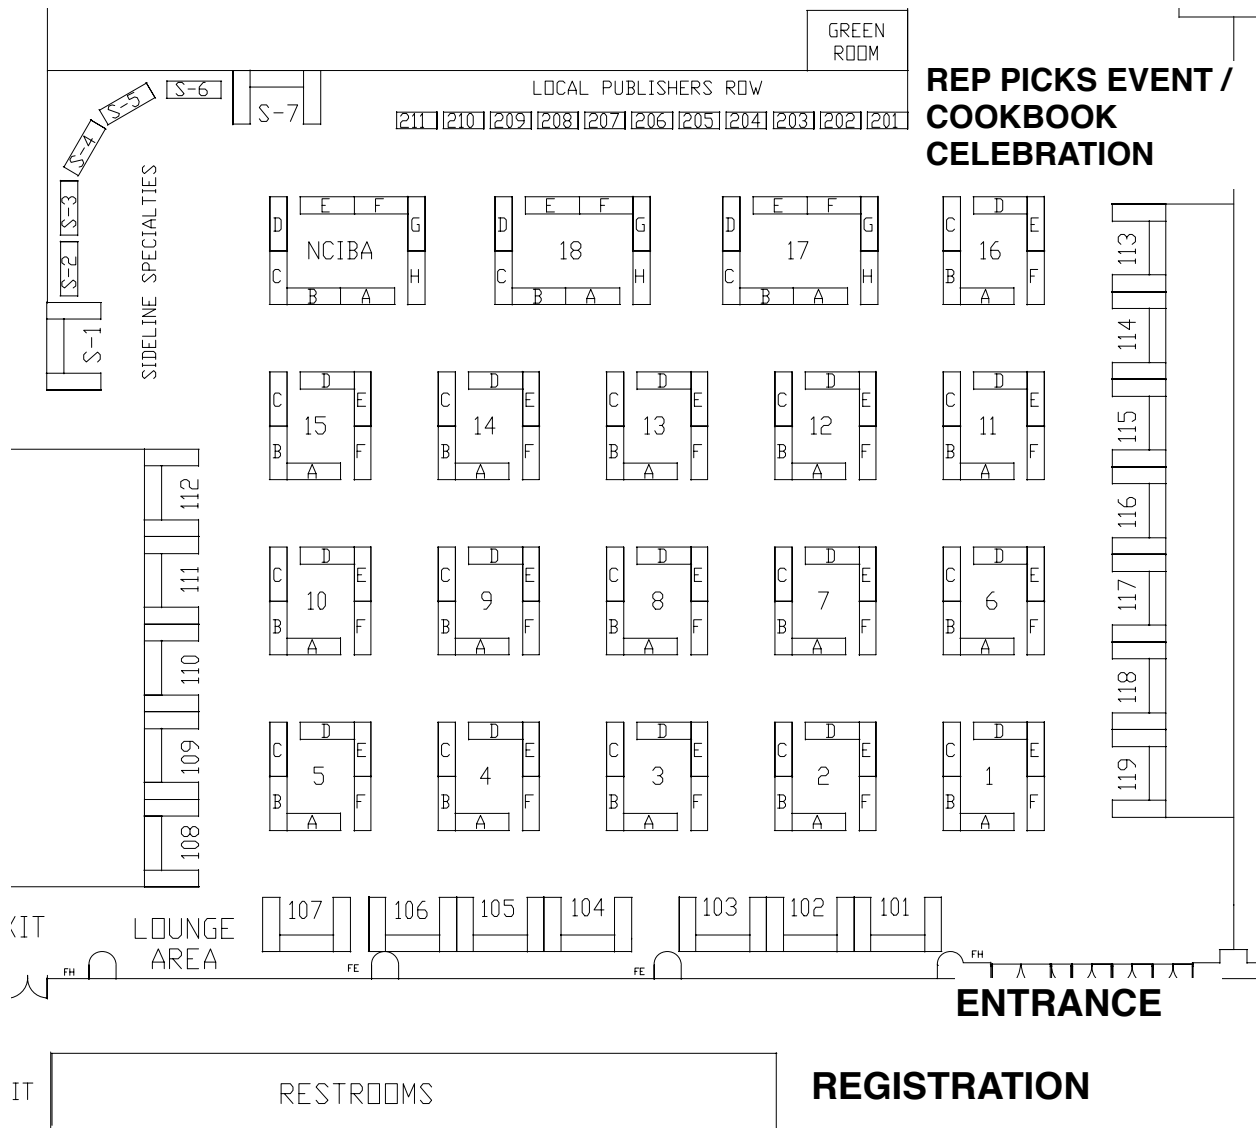 GREEN
ROOM
REP PICKS EVENT /
COOKBOOK
CELEBRATION
LOCAL PUBLISHERS ROW
211 210 209 208 207 206 205 204 203 202 201
S-7
S-6
S-5
S-4
S-3
S-2
S-1
SIDELINE SPECIALTIES
NCIBA
A B C D E F G H
18
A B C D E F G H
17
A B C D E F G H
16
A B C D E F
15
A B C D E F
14
A B C D E F
13
A B C D E F
12
A B C D E F
11
A B C D E F
10
A B C D E F
9
A B C D E F
8
A B C D E F
7
A B C D E F
6
A B C D E F
5
A B C D E F
4
A B C D E F
3
A B C D E F
2
A B C D E F
1
A B C D E F
113
114
115
116
117
118
119
112
111
110
109
108
107 106 105 104 103 102 101
XIT
LOUNGE
AREA
FH
FE
FE
FH
ENTRANCE
REGISTRATION
IT
RESTROOMS